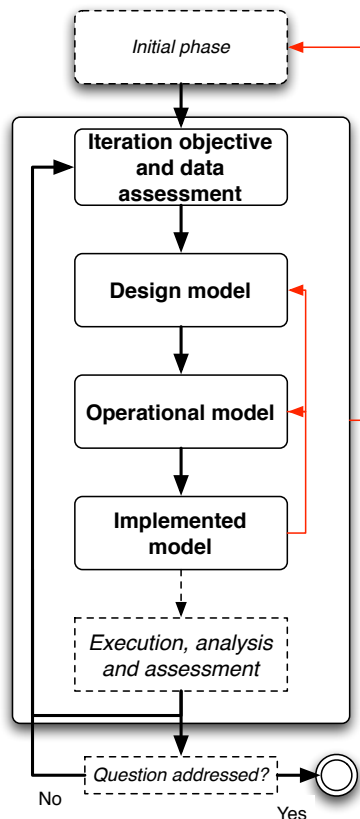 Initial phase
Iteration objective
and data
assessment
Design model
Operational model
Implemented
model
Execution, analysis
and assessment
Question addressed?
No
Yes